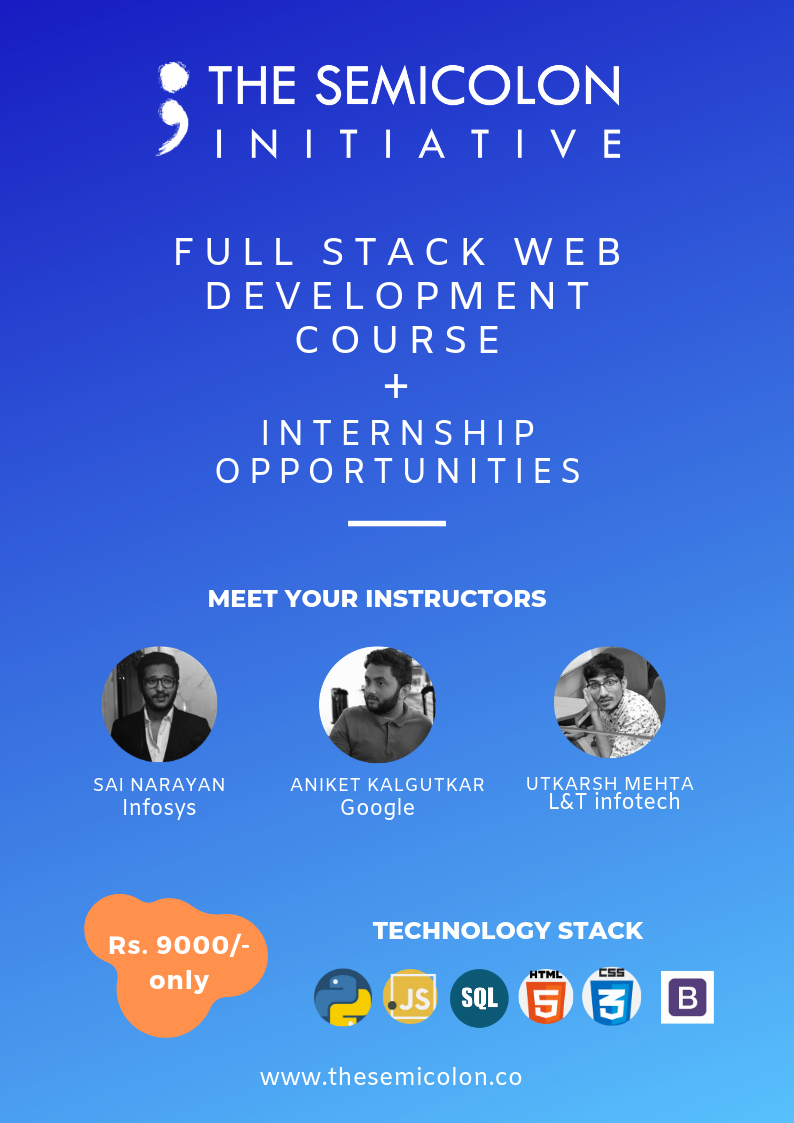 THE SEMICOLON
INITIATIVE
FULL STACK WEB
DEVELOPMENT
COURSE
+
INTERNSHIP
OPPORTUNITIES
MEET YOUR INSTRUCTORS
SAI NARAYAN
Infosys
ANIKET KALGUTKAR
Google
UTKARSH MEHTA
L&T infotech
Rs. 9000/-
only
TECHNOLOGY STACK
JS
SQL
HTML
5
CSS
3
B
www.thesemicolon.co